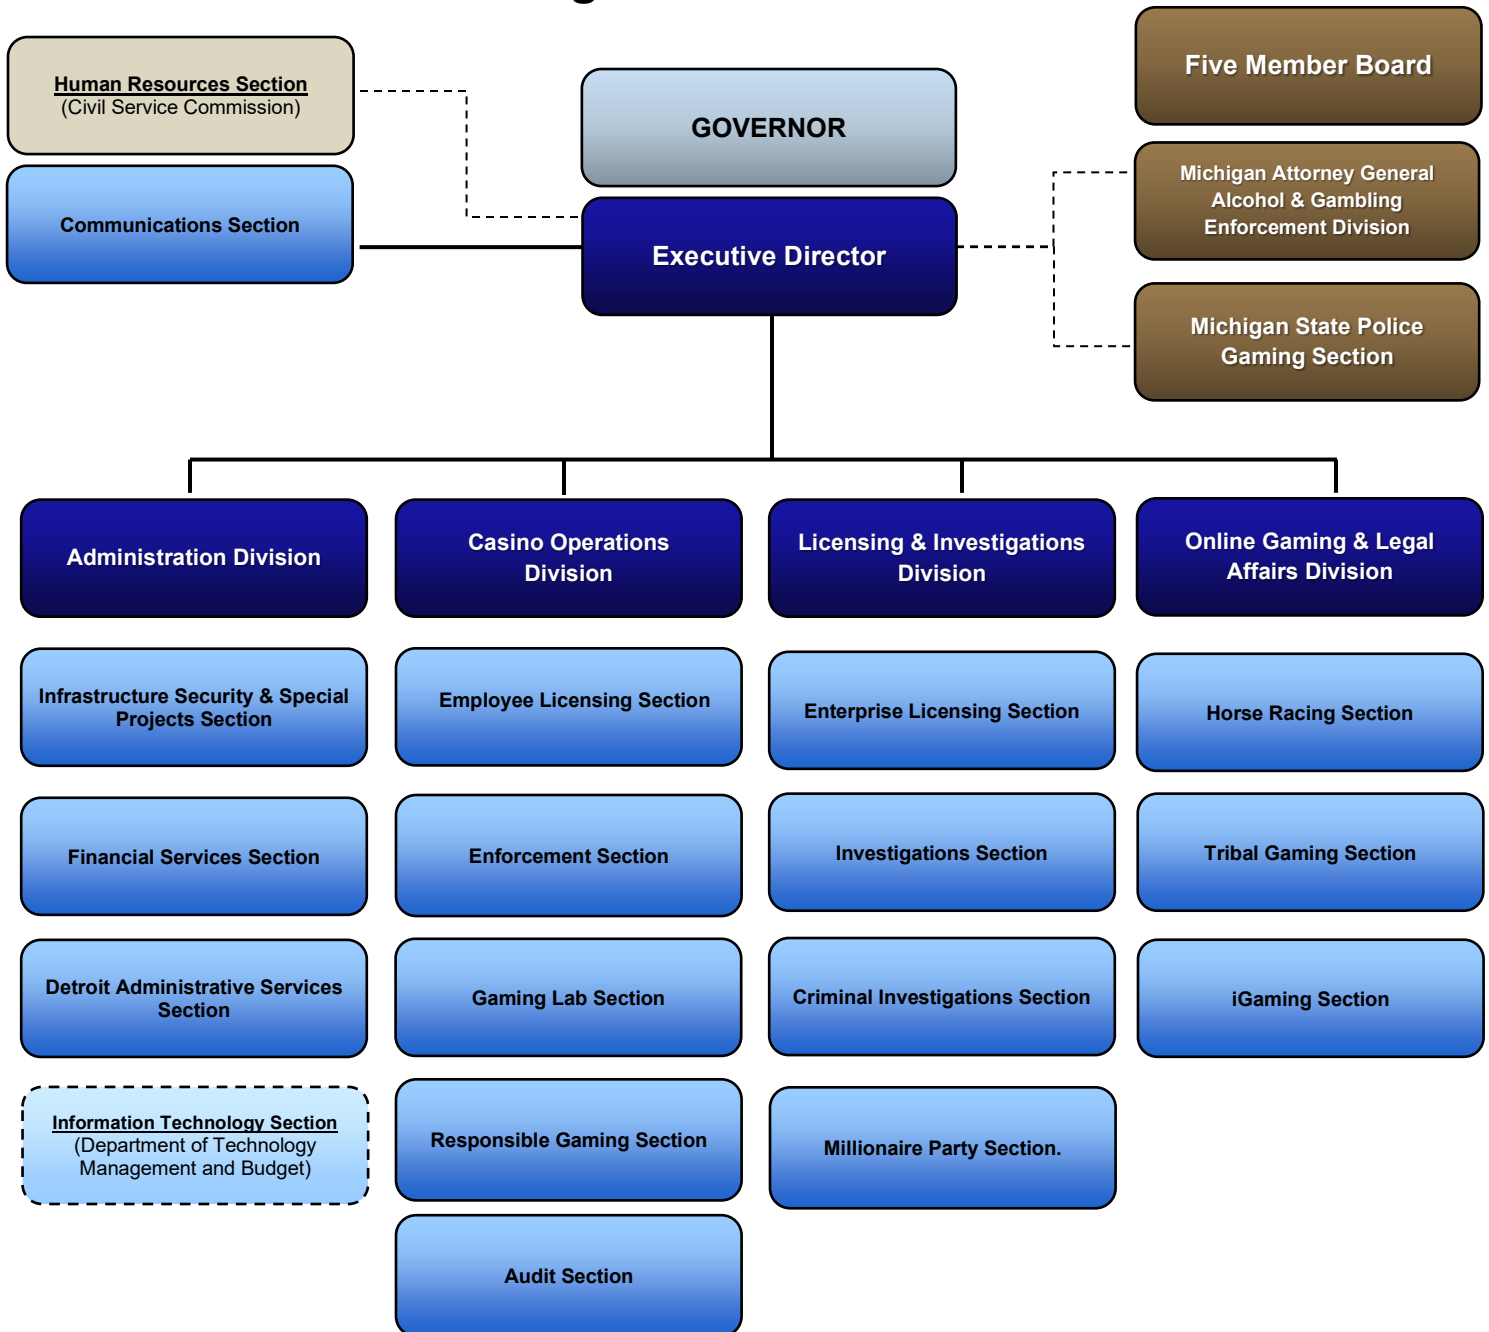 Human Resources Section
(Civil Service Commission)
Communications Section
GOVERNOR
Executive Director
Five Member Board
Michigan Attorney General
Alcohol & Gambling
Enforcement Division
Michigan State Police
Gaming Section
Administration Division
Casino Operations
Division
Licensing & Investigations
Division
Online Gaming & Legal
Affairs Division
Infrastructure Security & Special
Projects Section
Employee Licensing Section
Enterprise Licensing Section
Horse Racing Section
Financial Services Section
Enforcement Section
Investigations Section
Tribal Gaming Section
Detroit Administrative Services
Section
Gaming Lab Section
Criminal Investigations Section
iGaming Section
Information Technology Section
(Department of Technology
Management and Budget)
Responsible Gaming Section
Millionaire Party Section.
Audit Section